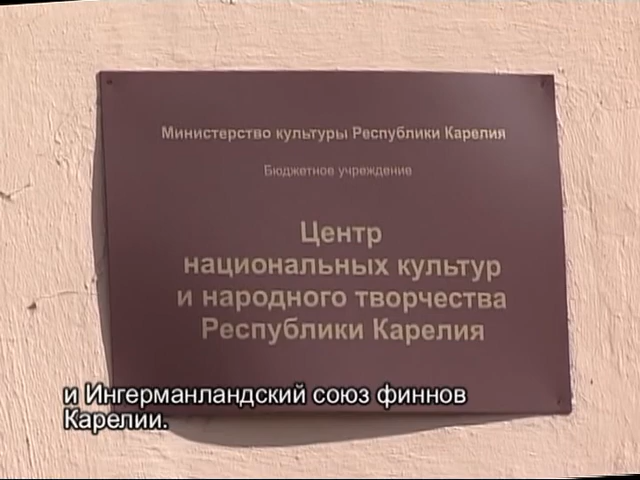 Министерство культуры Республики Карелия
Бюджетное учреждение
Центр
национальных культур
и народного творчества
Республики Карелия
и Ингерманландский союз финнов
Карелии.